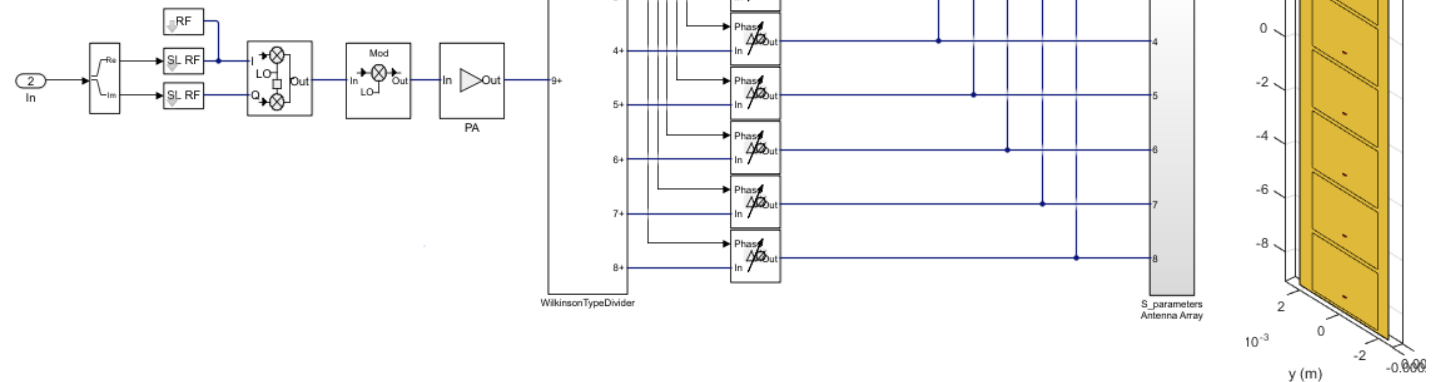 RF
2
In
Re
Im
SL RF
SL RF
I
LO
Q
Out
Mod
In
Out
LO
In
Out
PA
9+
4+
5+
6+
7+
8+
WilkinsonTypeDivider
Phase
Out
In
Phase
Out
In
Phase
Out
In
Phase
Out
In
Phase
Out
In
4
5
6
7
8
S_parameters
Antenna Array
0
-2
-4
-6
-8
2
0
-2
10-3
y (m)